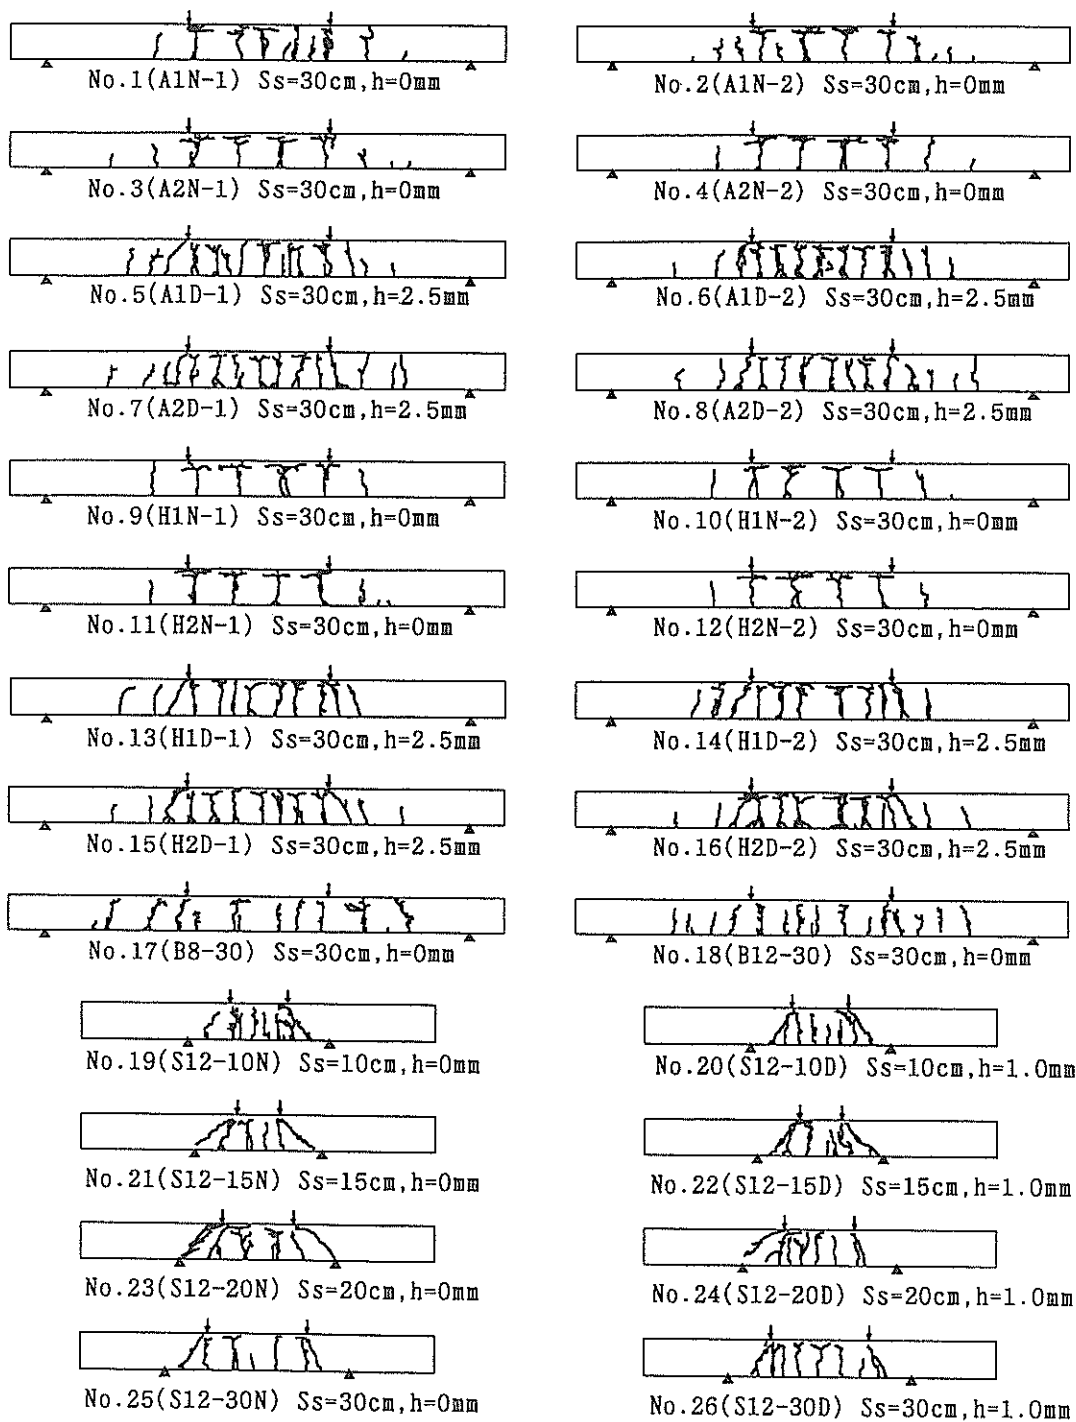 No.1(A1N-1) Ss=30cm,h=0mm
No.2(A1N-2) Ss=30cm,h=0mm
No.3(A2N-1) Ss=30cm,h=0mm
No.4(A2N-2) Ss=30cm,h=0mm
No.5(A1D-1) Ss=30cm,h=2.5mm
No.6(A1D-2) Ss=30cm,h=2.5mm
No.7(A2D-1) Ss=30cm,h=2.5mm
No.8(A2D-2) Ss=30cm,h=2.5mm
No.9(H1N-1) Ss=30cm,h=0mm
No.10(H1N-2) Ss=30cm,h=0mm
No.11(H2N-1) Ss=30cm,h=0mm
No.12(H2N-2) Ss=30cm,h=0mm
No.13(H1D-1) Ss=30cm,h=2.5mm
No.14(H1D-2) Ss=30cm,h=2.5mm
No.15(H2D-1) Ss=30cm,h=2.5mm
No.16(H2D-2) Ss=30cm,h=2.5mm
No.17(B8-30) Ss=30cm,h=0mm
No.18(B12-30) Ss=30cm,h=0mm
No.19(S12-10N) Ss=10cm,h=0mm
No.20(S12-10D) Ss=10cm,h=1.0mm
No.21(S12-15N) Ss=15cm,h=0mm
No.22(S12-15D) Ss=15cm,h=1.0mm
No.23(S12-20N) Ss=20cm,h=0mm
No.24(S12-20D) Ss=20cm,h=1.0mm
No.25(S12-30N) Ss=30cm,h=0mm
No.26(S12-30D) Ss=30cm,h=1.0mm